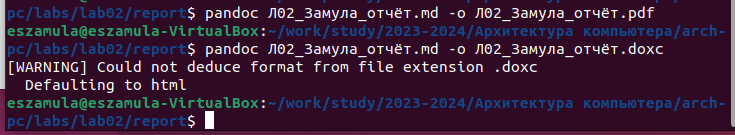 pc/labs/lab02/report$ pandoc Л02_Замула_отчёт.md -o Л02_Замула_отчёт.pdf
eszamula@eszamula-VirtualBox:~/work/study/2023-2024/Архитектура компьютера/arch-
pc/labs/lab02/report$ pandoc Л02_Замула_отчёт.md -o Л02_Замула_отчёт.doxc
[WARNING] Could not deduce format from file extension .doxc
  Defaulting to html
eszamula@eszamula-VirtualBox:~/work/study/2023-2024/Архитектура компьютера/arch-
pc/labs/lab02/report$